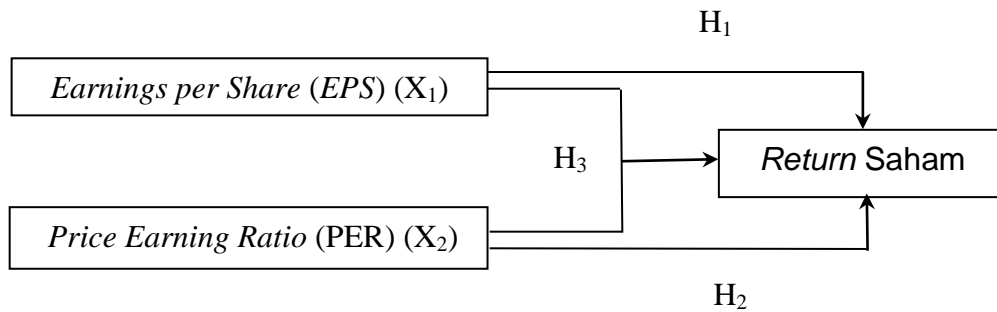 H₁
Earnings per Share (EPS) (X₁)
H₃
Return Saham
Price Earning Ratio (PER) (X₂)
H₂